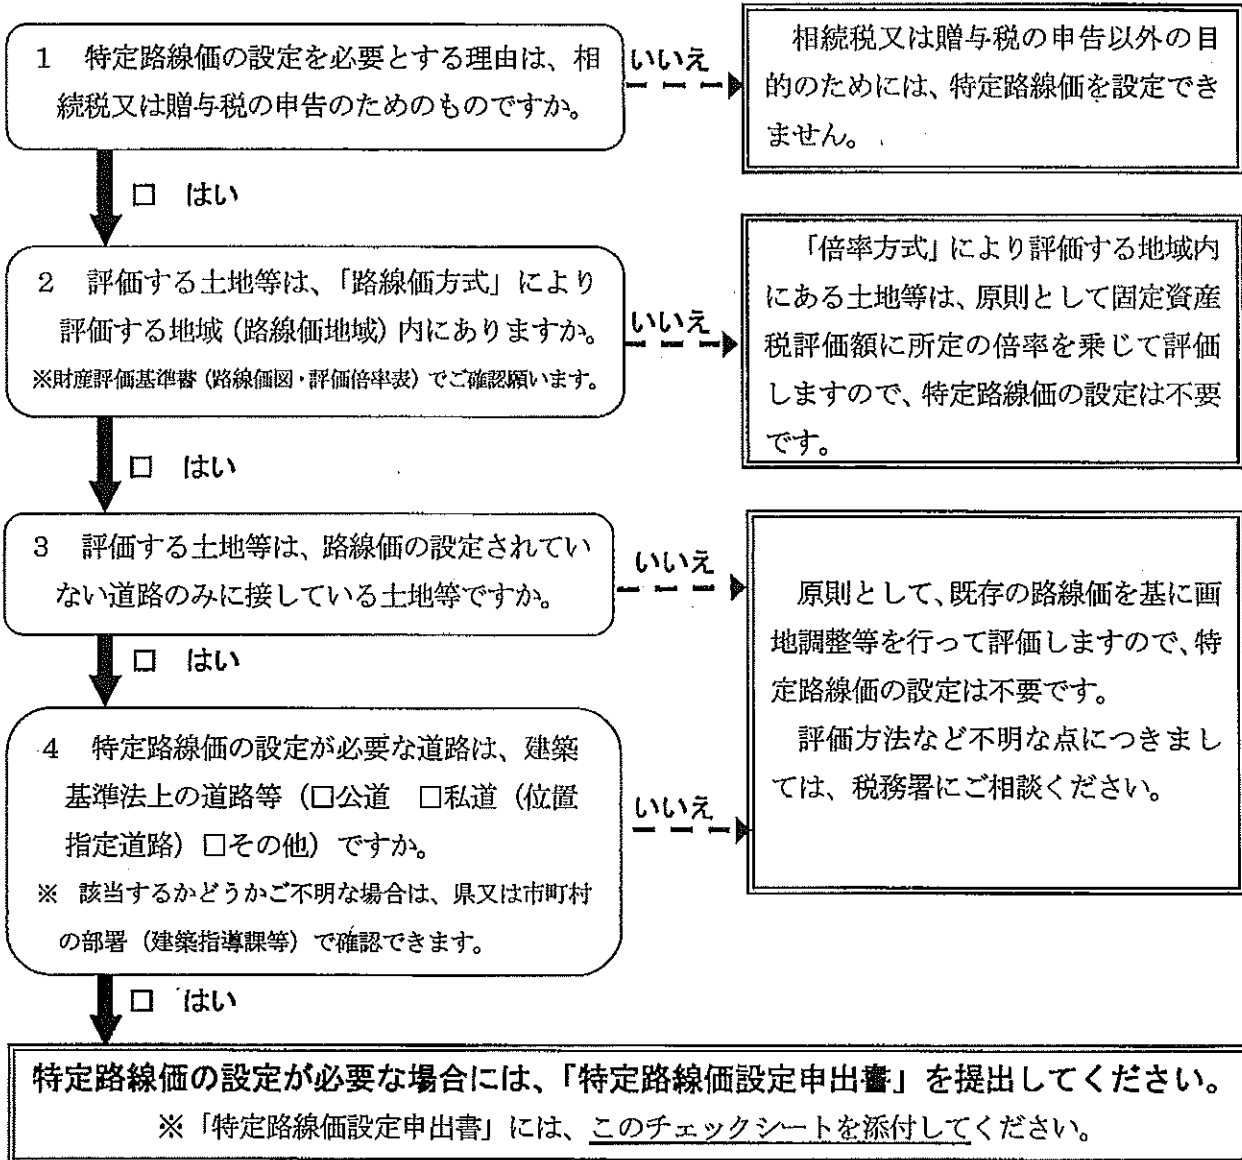 1　特定路線価の設定を必要とする理由は、相
続税又は贈与税の申告のためのものですか。
いいえ
相続税又は贈与税の申告以外の目
的のためには、特定路線価を設定でき
ません。
□　はい
2　評価する土地等は、「路線価方式」により
評価する地域（路線価地域）内にありますか。
※財産評価基準書（路線価図・評価倍率表）でご確認願います。
いいえ
「倍率方式」により評価する地域内
にある土地等は、原則として固定資産
税評価額に所定の倍率を乗じて評価
しますので、特定路線価の設定は不要
です。
□　はい
3　評価する土地等は、路線価の設定されてい
ない道路のみに接している土地等ですか。
いいえ
原則として、既存の路線価を基に画
地調整等を行って評価しますので、特
定路線価の設定は不要です。
評価方法など不明な点につきまし
ては、税務署にご相談ください。
□　はい
4　特定路線価の設定が必要な道路は、建築
基準法上の道路等（□公道　□私道（位置
指定道路）□その他）ですか。
※　該当するかどうかご不明な場合は、県又は市町村
の部署（建築指導課等）で確認できます。
いいえ
□　はい
特定路線価の設定が必要な場合には、「特定路線価設定申出書」を提出してください。
※「特定路線価設定申出書」には、このチェックシートを添付してください。